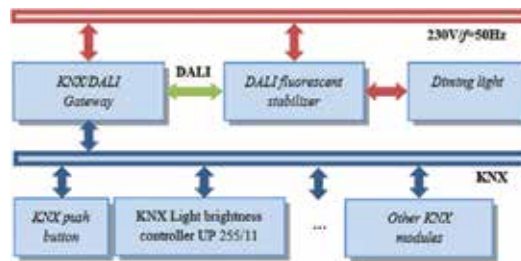 230V/f=50Hz
KNX/DALI
Gateway
DALI
DALI fluorescent
stabilizer
Diming light
KNX
KNX push
button
KNX Light brightness
controller UP 255/11
...
Other KNX
modules